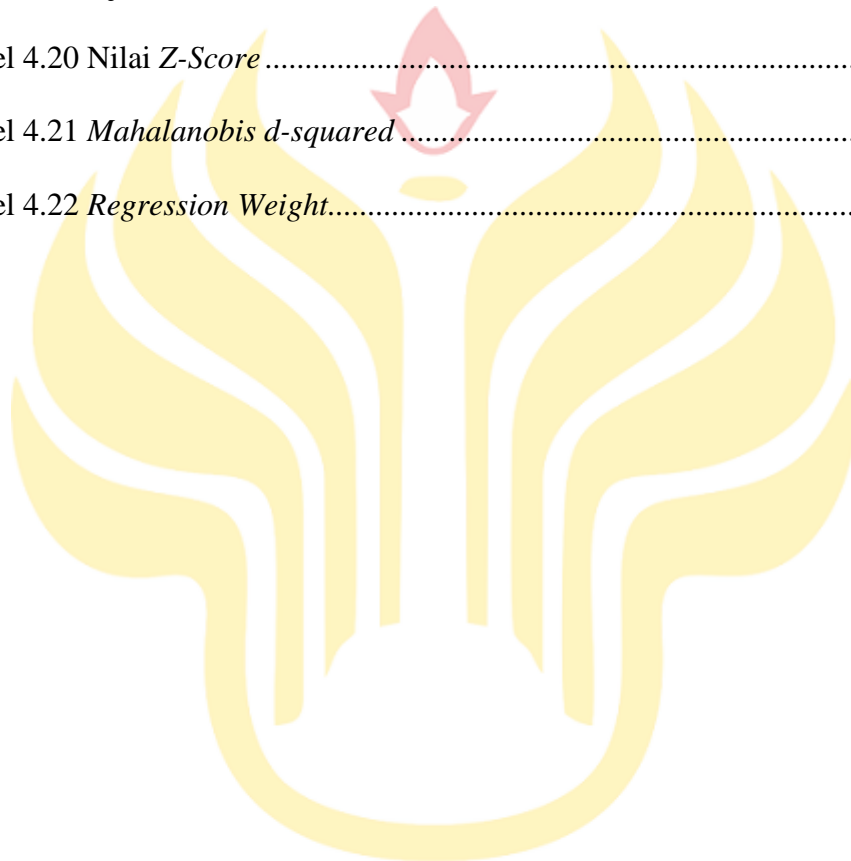 el 4.20 Nilai Z-Score ........................................................................................
el 4.21 Mahalanobis d-squared ........................................................................
el 4.22 Regression Weight.................................................................................